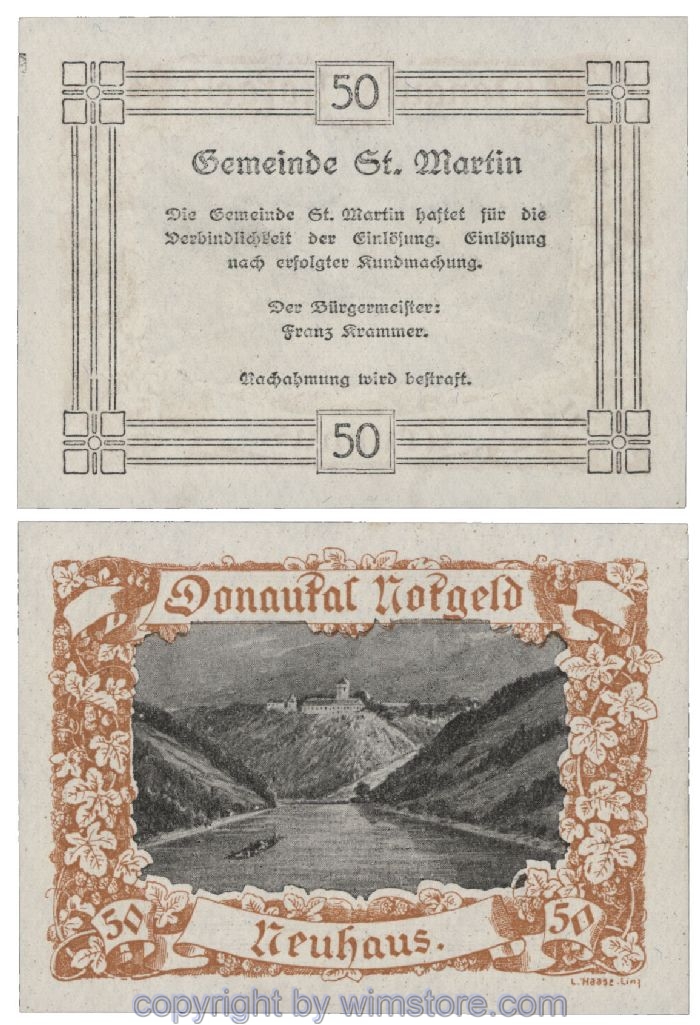 50
Gemeinde St. Martin
Die Gemeinde St. Martin haftet für die
Verbindlichkeit der Einlösung. Einlösung
nach erfolgter Kundmachung.
Der Bürgermeister:
Franz Krammer.
Nachahmung wird bestraft.
50
Donautal Notgeld
50
50
Neuhaus.
L. Haase. Linz
copyright by wimstore.com